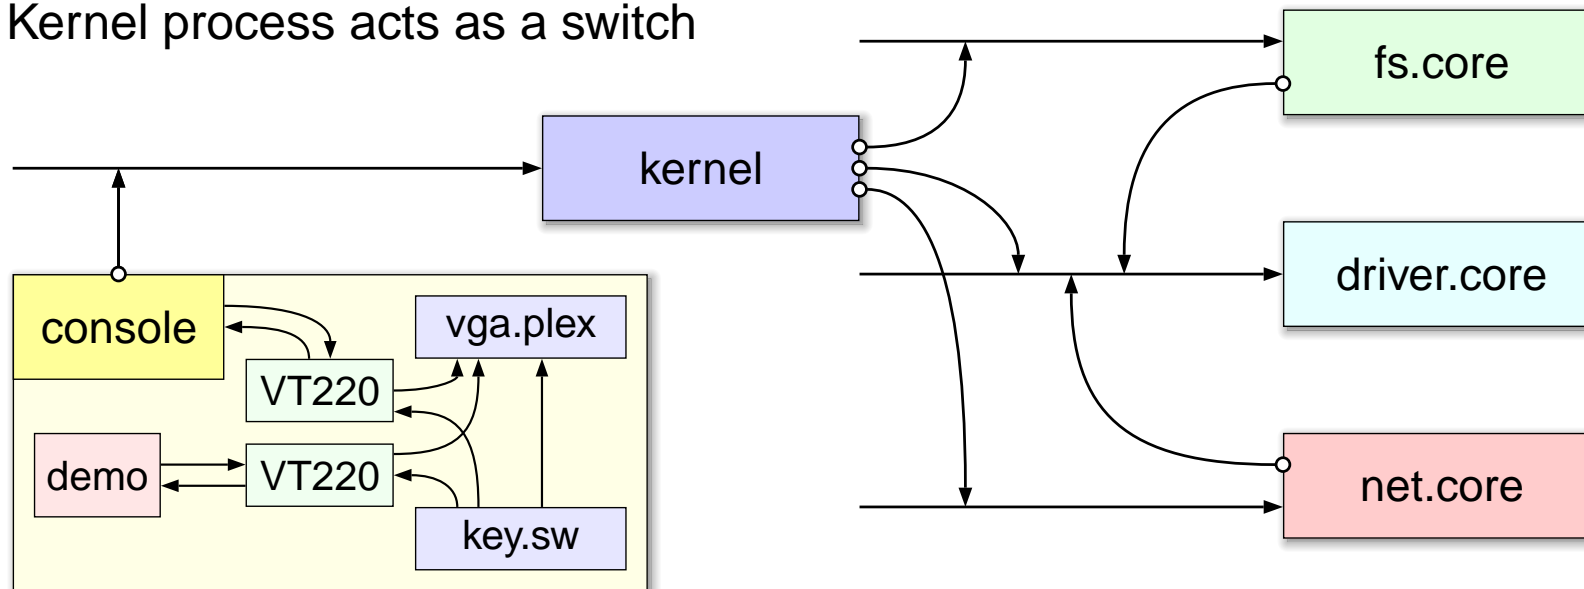 Kernel process acts as a switch
fs.core
kernel
driver.core
console
vga.plex
VT220
demo
VT220
net.core
key.sw